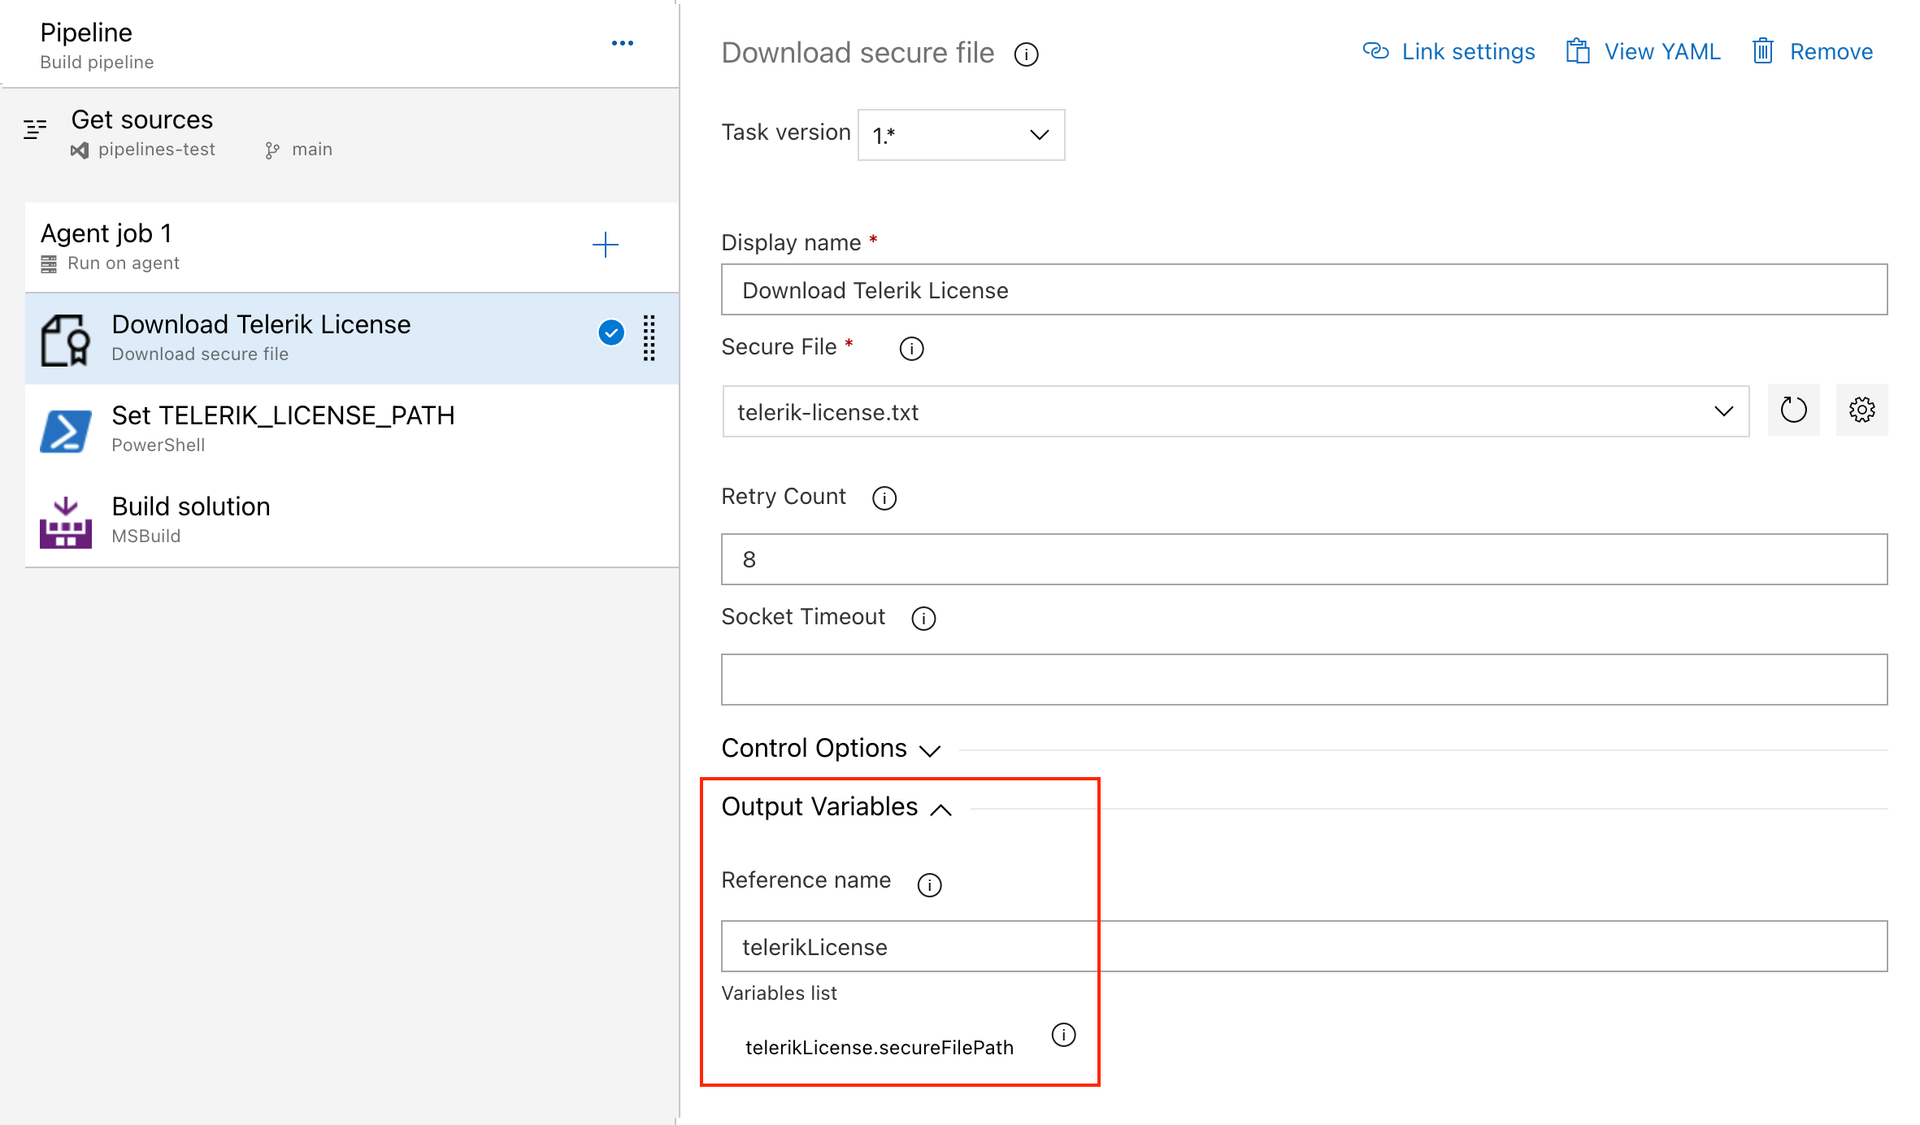 Pipeline
Build pipeline
Get sources
pipelines-test main
Agent job 1
Run on agent
Download Telerik License
Download secure file
Set TELERIK_LICENSE_PATH
PowerShell
Build solution
MSBuild
Download secure file
Link settings View YAML Remove
Task version 1.*
Display name *
Download Telerik License
Secure File *
telerik-license.txt
Retry Count
8
Socket Timeout
Control Options
Output Variables
Reference name
telerikLicense
Variables list
telerikLicense.secureFilePath